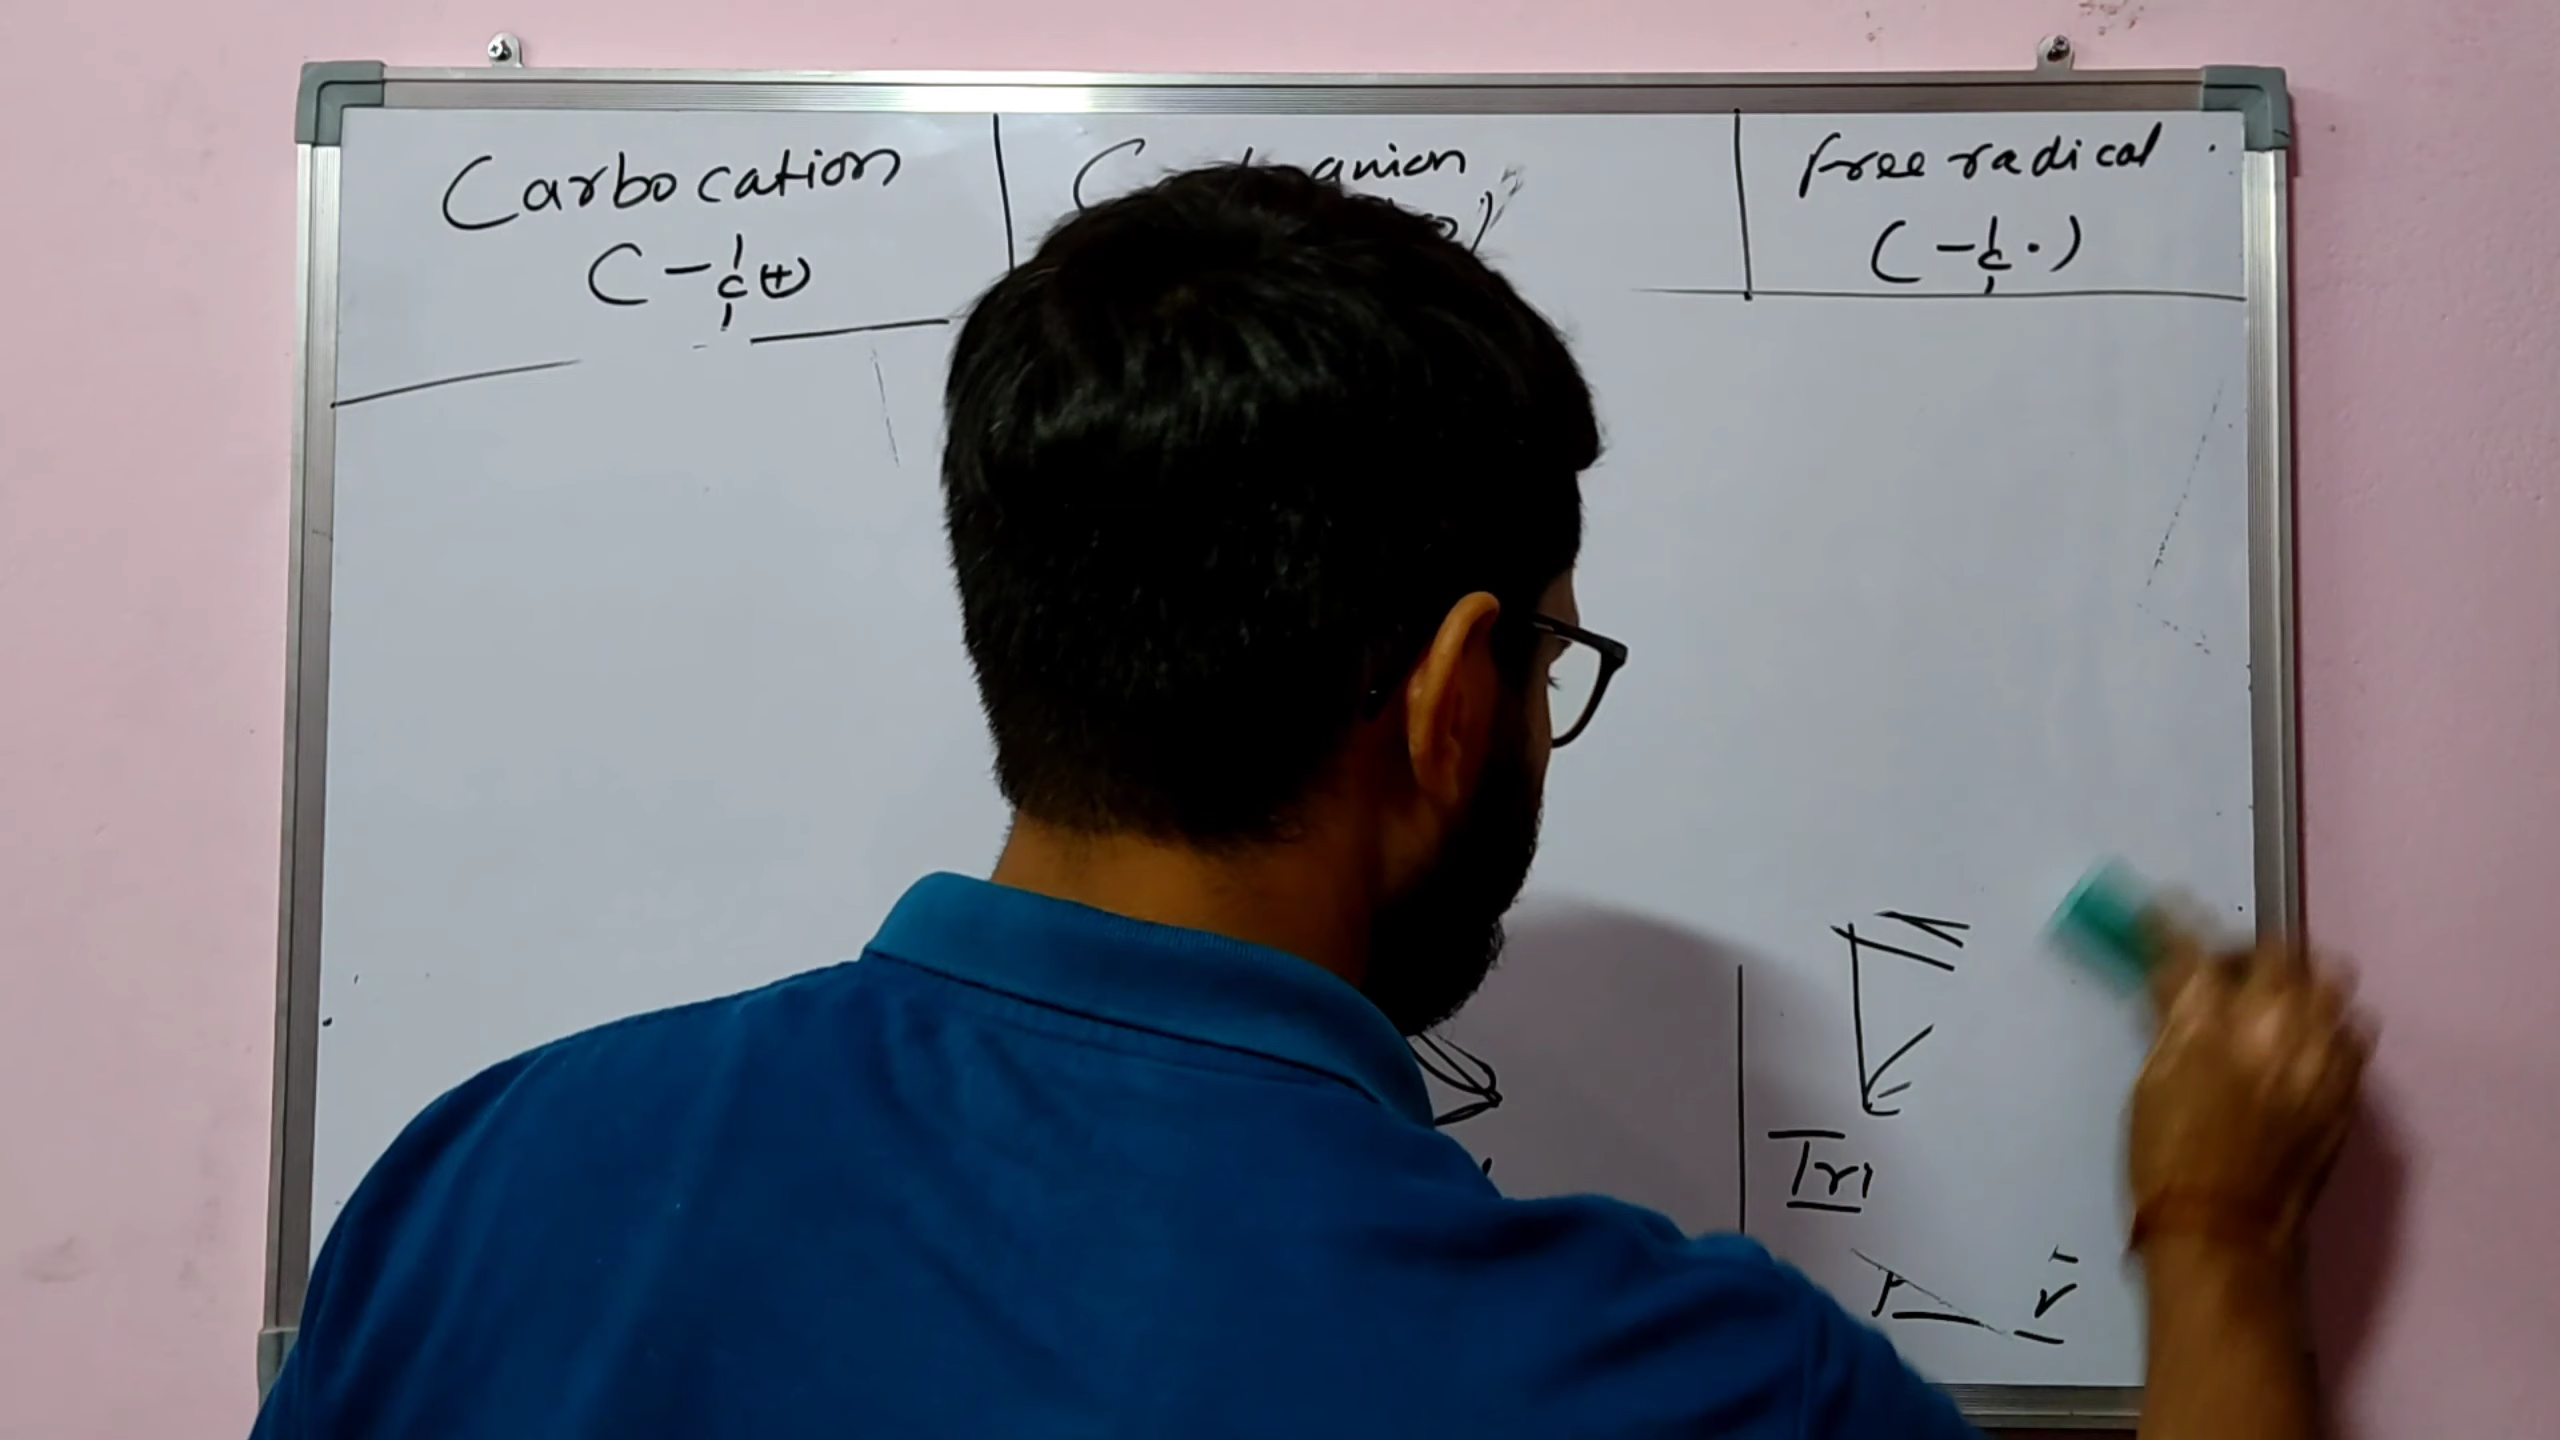 Carbocation
(-C⊕)
anion
free radical
(-C·)
Tri